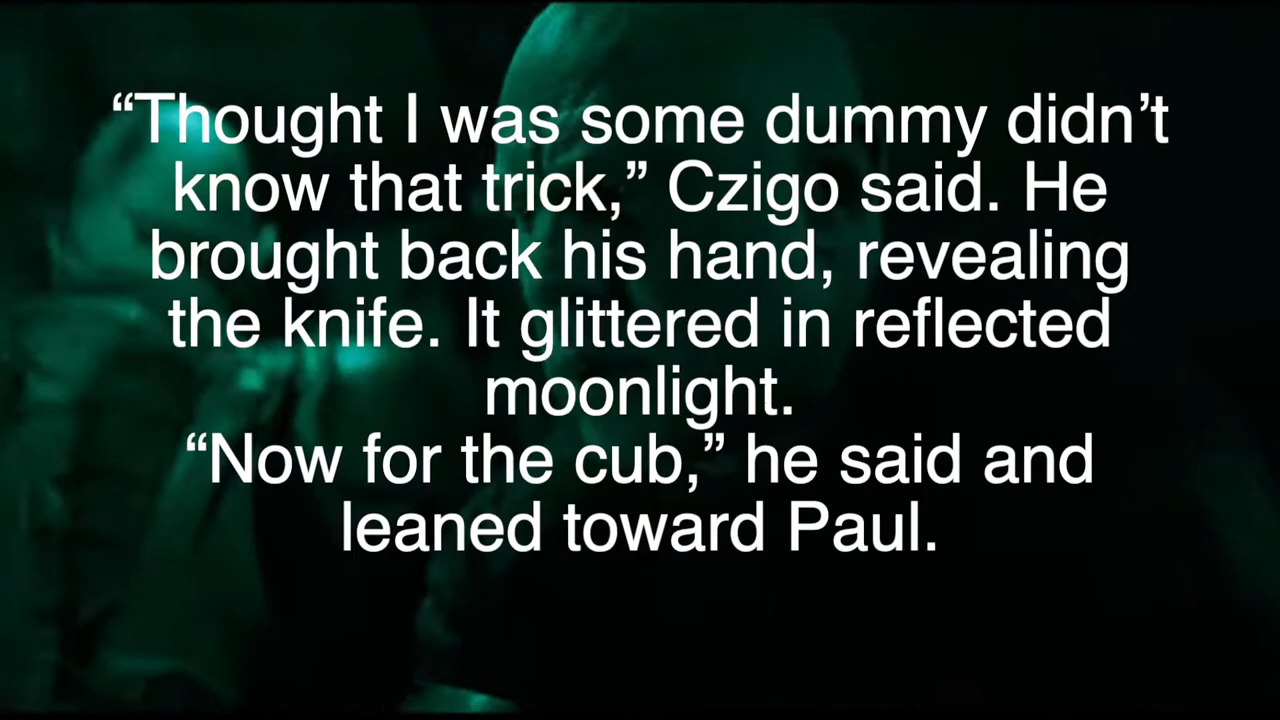 “Thought I was some dummy didn’t
know that trick,” Czigo said. He
brought back his hand, revealing
the knife. It glittered in reflected
moonlight.
“Now for the cub,” he said and
leaned toward Paul.